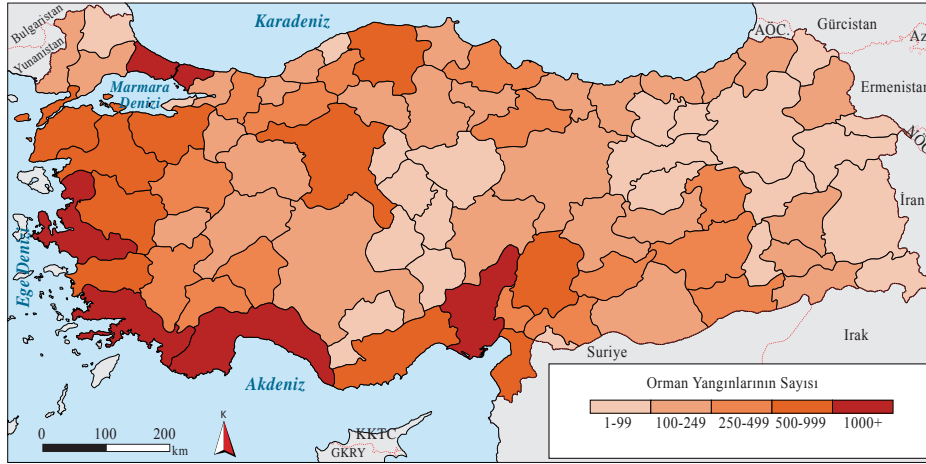 Karadeniz
Bulgaristan
Yunanistan
AÖC.
Gürcistan
Az
Marmara
Denizi
Ermenistan
AÖC
İran
Ege Denizi
Irak
Suriye
Akdeniz
Orman Yangınlarının Sayısı
1-99 100-249 250-499 500-999 1000+
K
0 100 200
km
KKTC
GKRY